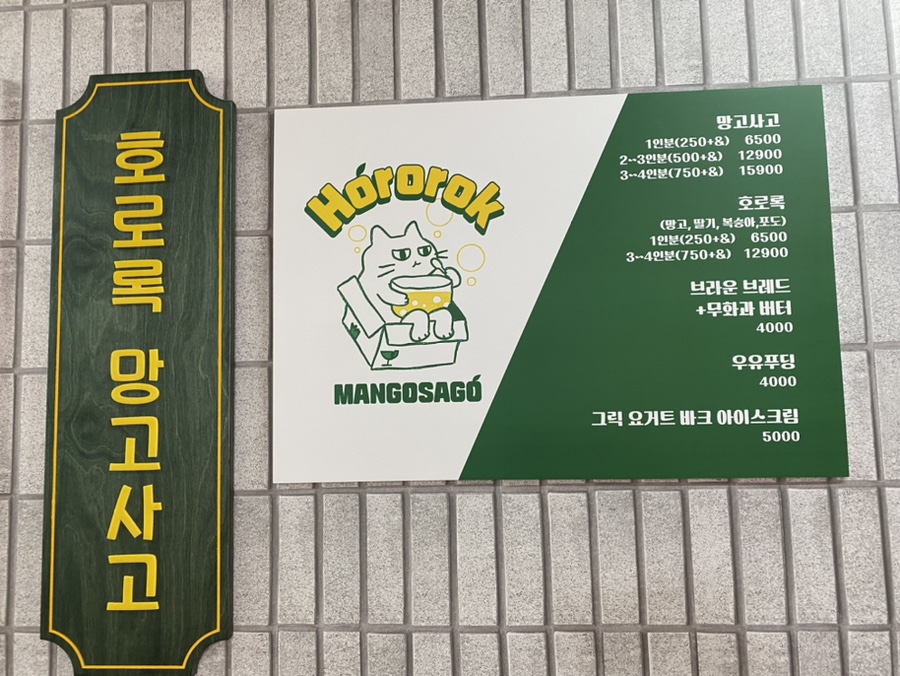 호로록 망고사고
Hórorok
MANGOSAGÓ
망고사고
1인분(250+&) 6500
2~3인분(500+&) 12900
3~4인분(750+&) 15900
호로록
(망고, 딸기, 복숭아,포도)
1인분(250+&) 6500
3~4인분(750+&) 12900
브라운 브레드
+무화과 버터
4000
우유푸딩
4000
그릭 요거트 바크 아이스크림
5000